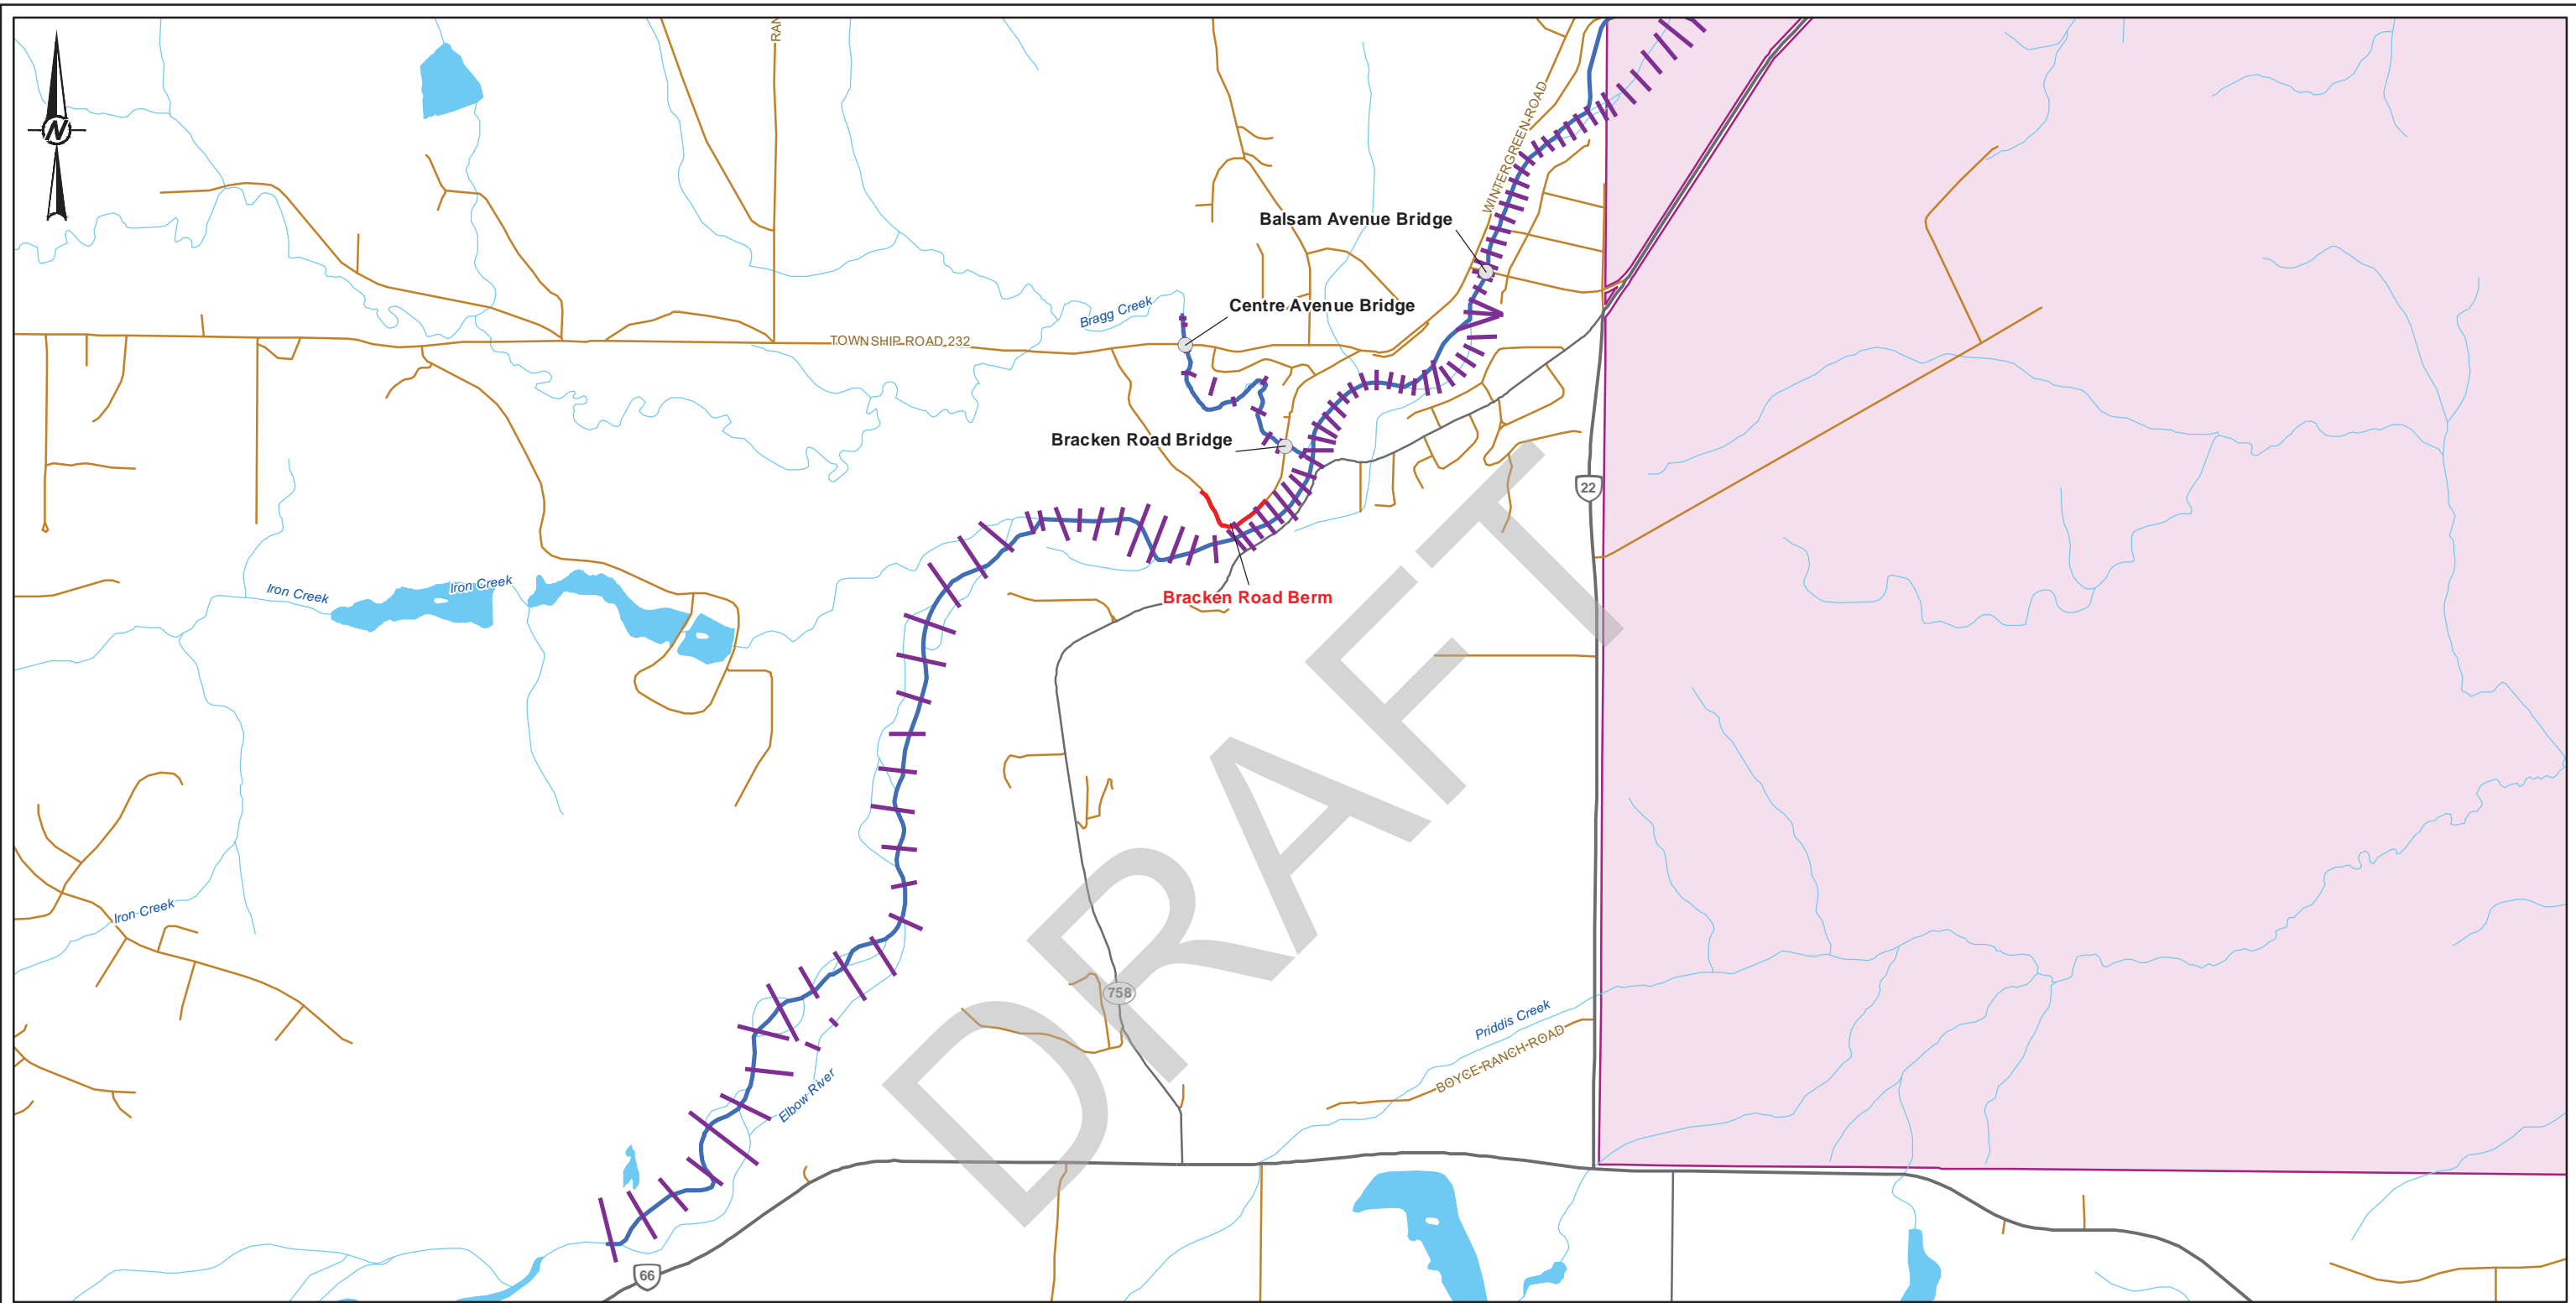 RAN
N
WINTERGREEN ROAD
Balsam Avenue Bridge
Centre Avenue Bridge
Bragg Creek
TOWNSHIP ROAD 232
Bracken Road Bridge
22
Iron Creek
Iron Creek
Bracken Road Berm
DRAFT
Iron Creek
758
Priddis Creek
BOYCE RANCH ROAD
Elbow River
66